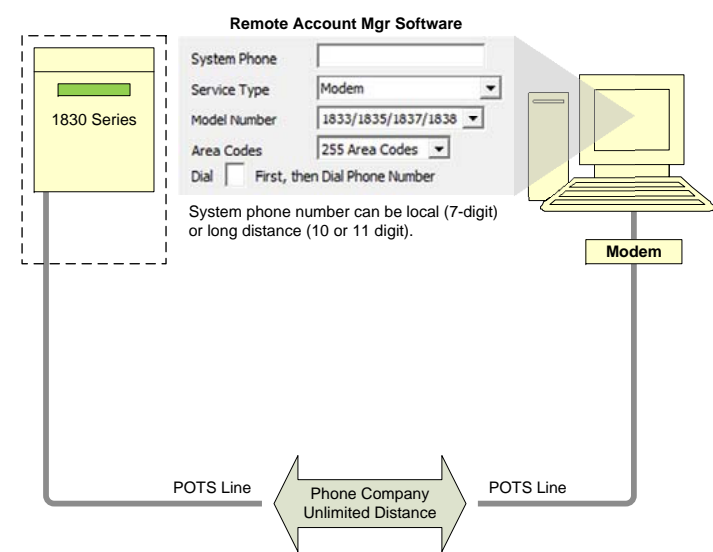 Remote Account Mgr Software
1830 Series
System Phone
Service Type Modem
Model Number 1833/1835/1837/1838
Area Codes 255 Area Codes
Dial First, then Dial Phone Number
System phone number can be local (7-digit)
or long distance (10 or 11 digit).
Modem
POTS Line
Phone Company
Unlimited Distance
POTS Line